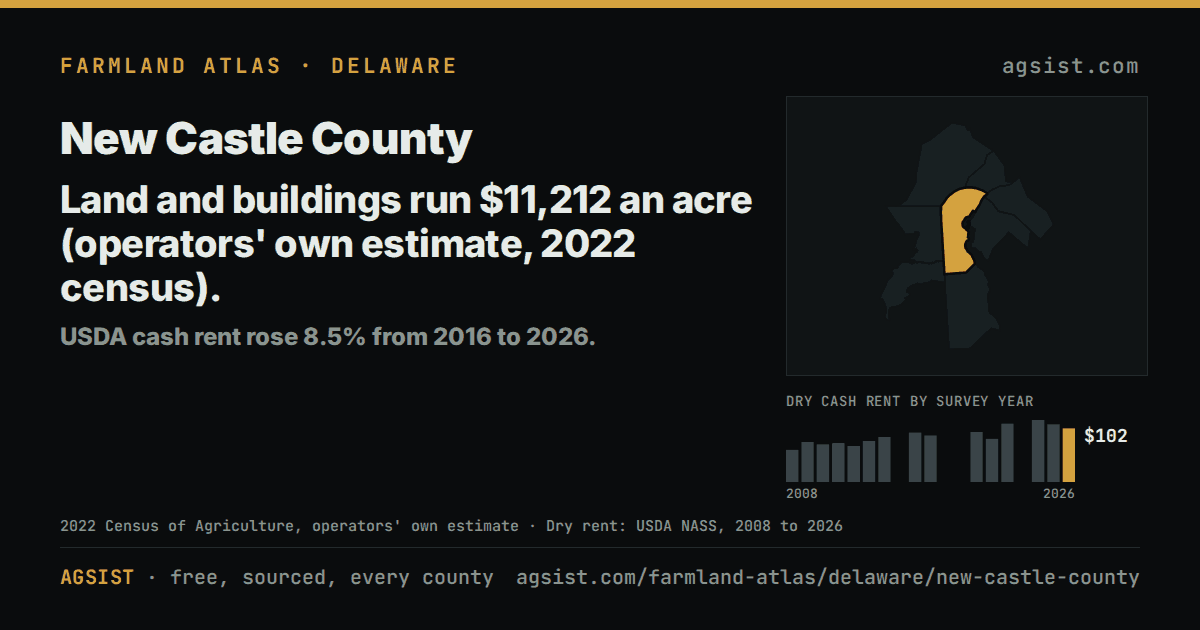 FARMLAND ATLAS · DELAWARE
agsist.com
New Castle County
Land and buildings run $11,212 an acre
(operators' own estimate, 2022
census).
USDA cash rent rose 8.5% from 2016 to 2026.
DRY CASH RENT BY SURVEY YEAR
$102
2008
2026
2022 Census of Agriculture, operators' own estimate · Dry rent: USDA NASS, 2008 to 2026
AGSIST · free, sourced, every county
agsist.com/farmland-atlas/delaware/new-castle-county